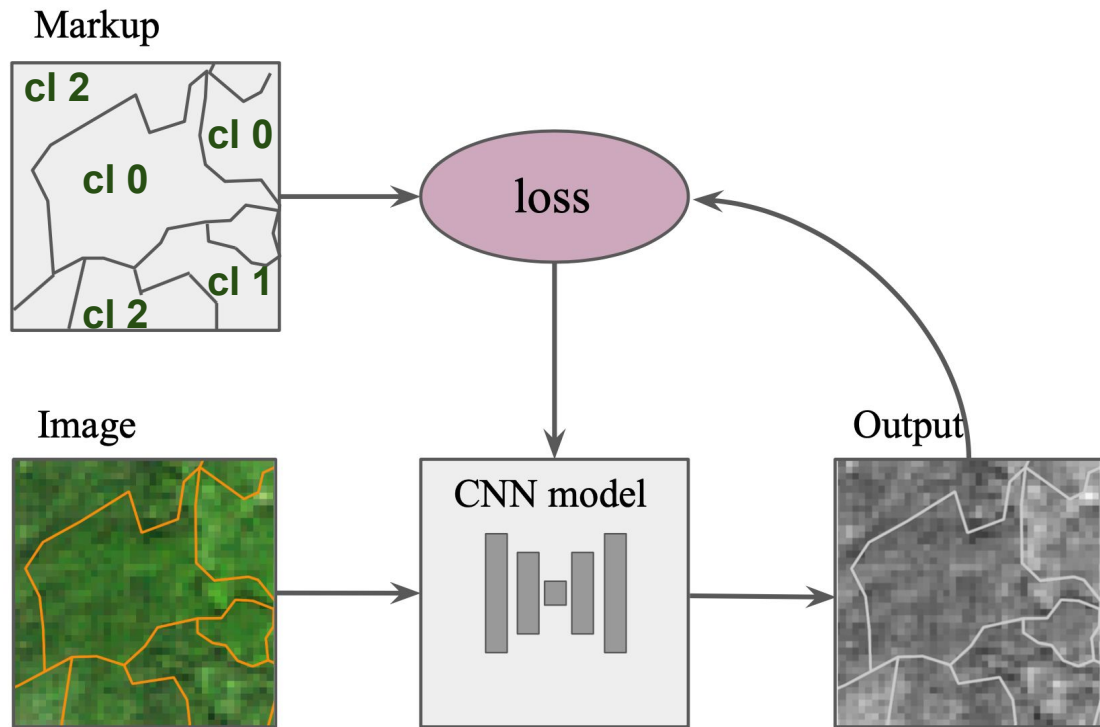 Markup
cl 2
cl 0
cl 0
cl 1
cl 2
loss
Image
CNN model
Output